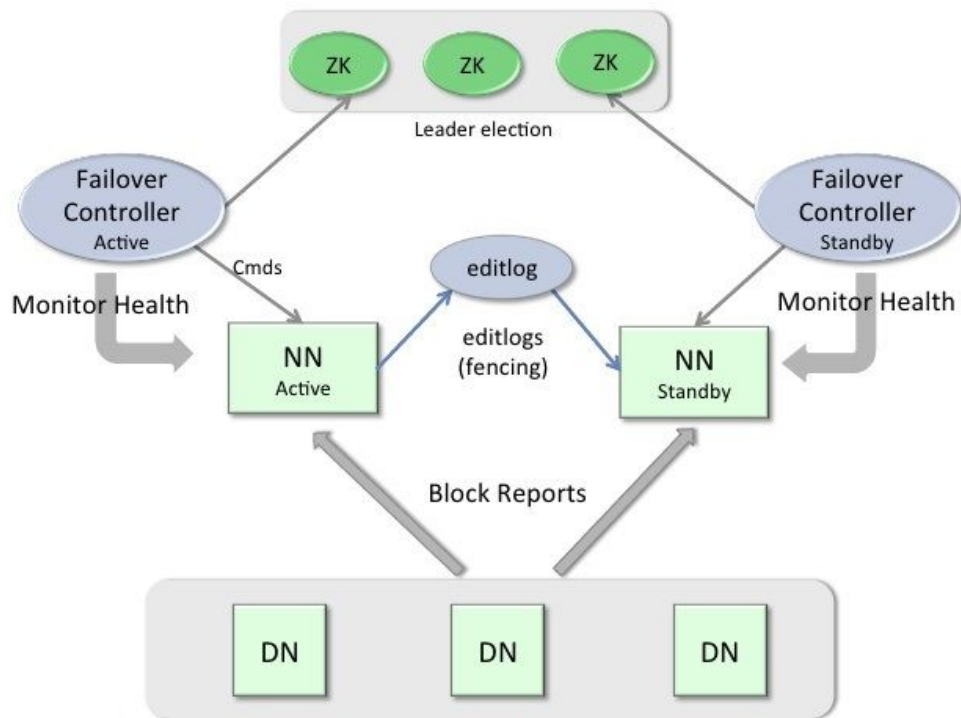 ZK
ZK
ZK
Leader election
Failover
Controller
Active
Failover
Controller
Standby
Cmds
editlog
Monitor Health
Monitor Health
editlogs
(fencing)
NN
Active
NN
Standby
Block Reports
DN
DN
DN